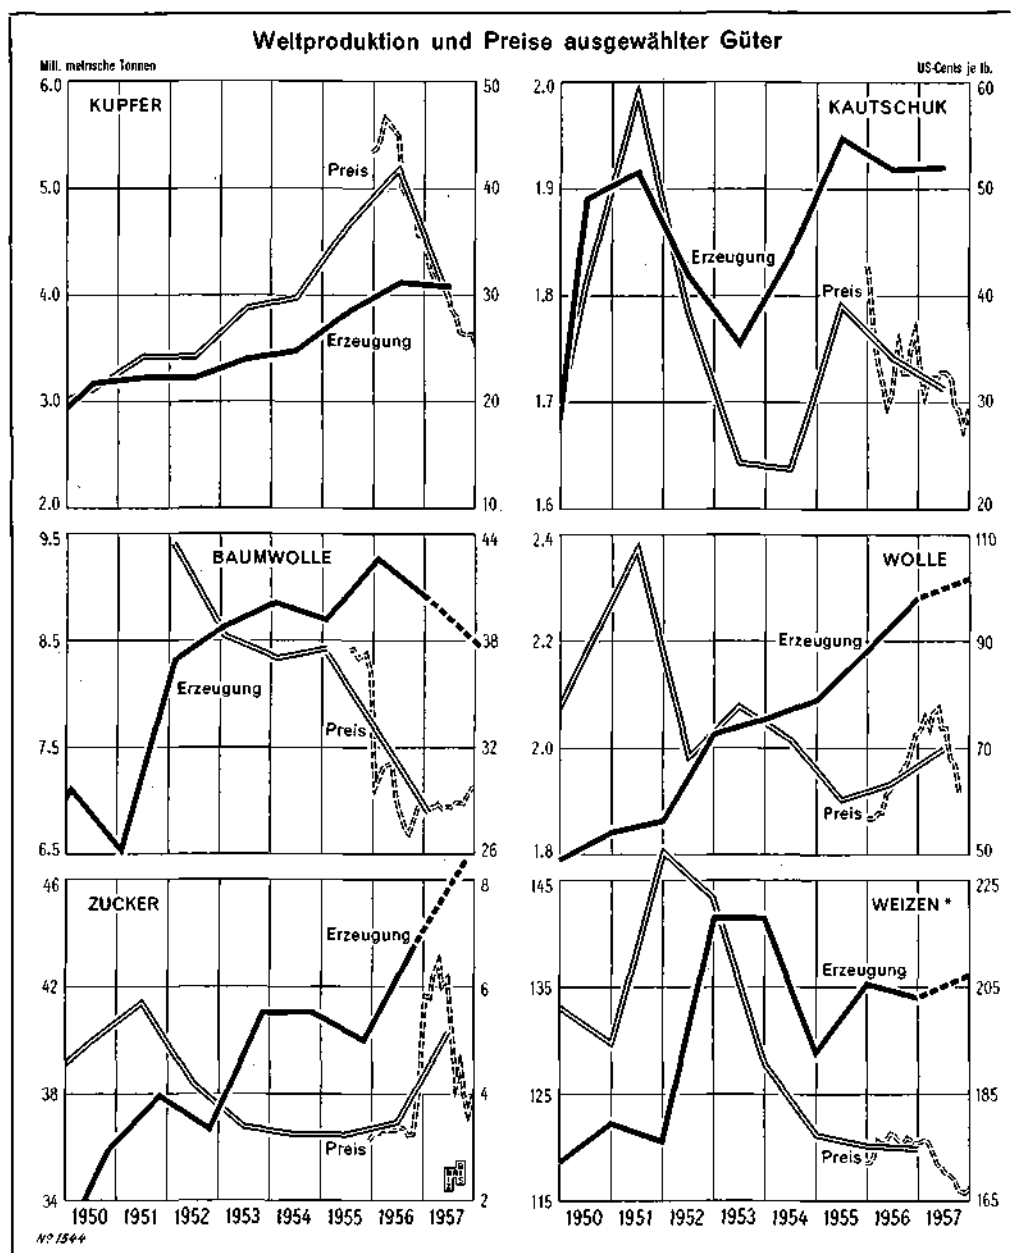 Weltproduktion und Preise ausgewählter Güter
Mill. metrische Tonnen
US-Cents je lb.
6.0
5.0
4.0
3.0
2.0
KUPFER
Preis
Erzeugung
50
40
30
20
10
2.0
1.9
1.8
1.7
1.6
KAUTSCHUK
Erzeugung
Preis
60
50
40
30
20
9.5
8.5
7.5
6.5
BAUMWOLLE
Erzeugung
Preis
44
38
32
26
2.4
2.2
2.0
1.8
WOLLE
Erzeugung
Preis
110
90
70
50
46
42
38
34
ZUCKER
Erzeugung
Preis
8
6
4
2
145
135
125
115
WEIZEN *
Erzeugung
Preis
225
205
185
165
1950 1951 1952 1953 1954 1955 1956 1957
1950 1951 1952 1953 1954 1955 1956 1957
Nº 1544